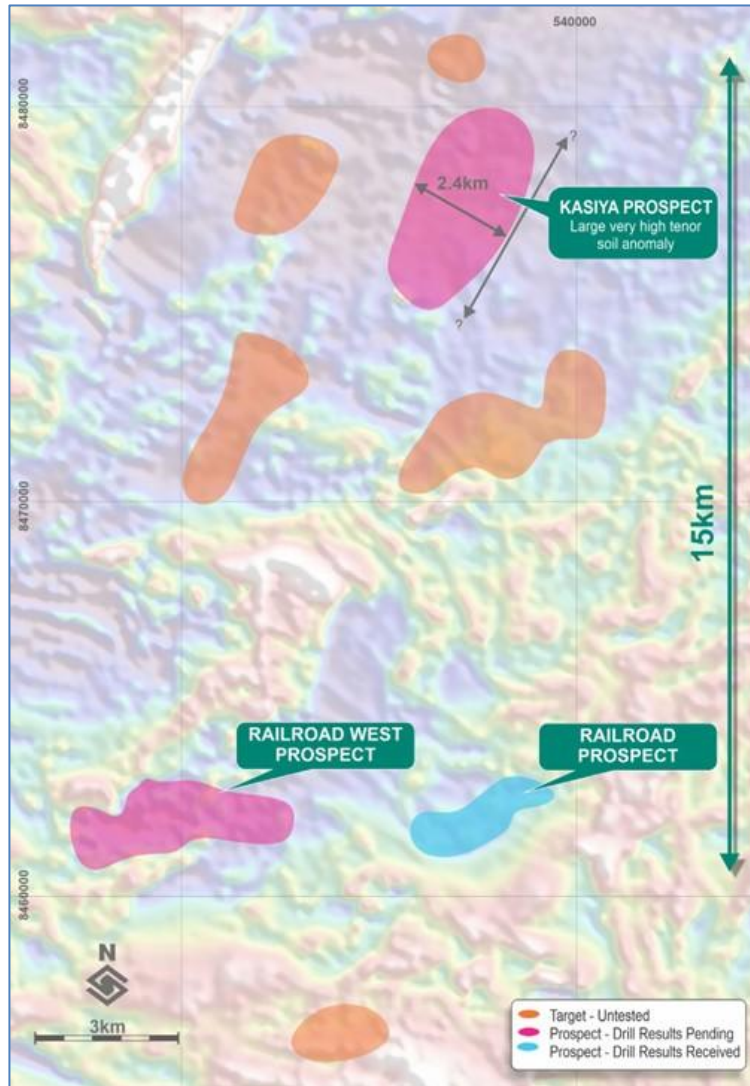 540000
8480000
2.4km
?
KASIYA PROSPECT
Large very high tenor
soil anomaly
?
8470000
15km
RAILROAD WEST
PROSPECT
RAILROAD
PROSPECT
8460000
N
3km
Target - Untested
Prospect - Drill Results Pending
Prospect - Drill Results Received